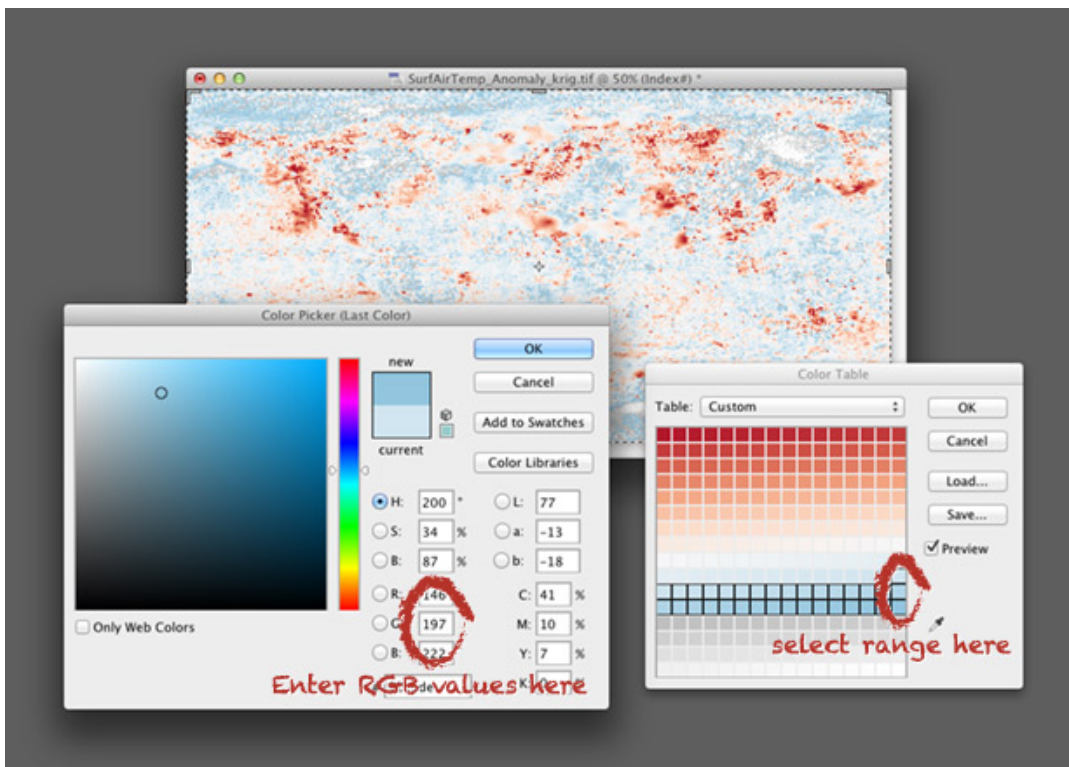 SurfAirTemp_Anomaly_krig.tif @ 50% (Index#) *
Color Picker (Last Color)
new
current
OK
Cancel
Add to Swatches
Color Libraries
H: 200 ° L: 77
S: 34 % a: -13
B: 87 % b: -18
R: 146 C: 41 %
G: 197 M: 10 %
B: 222 Y: 7 %
K: %
Only Web Colors
Enter RGB values here
Color Table
Table: Custom
OK
Cancel
Load...
Save...
Preview
select range here